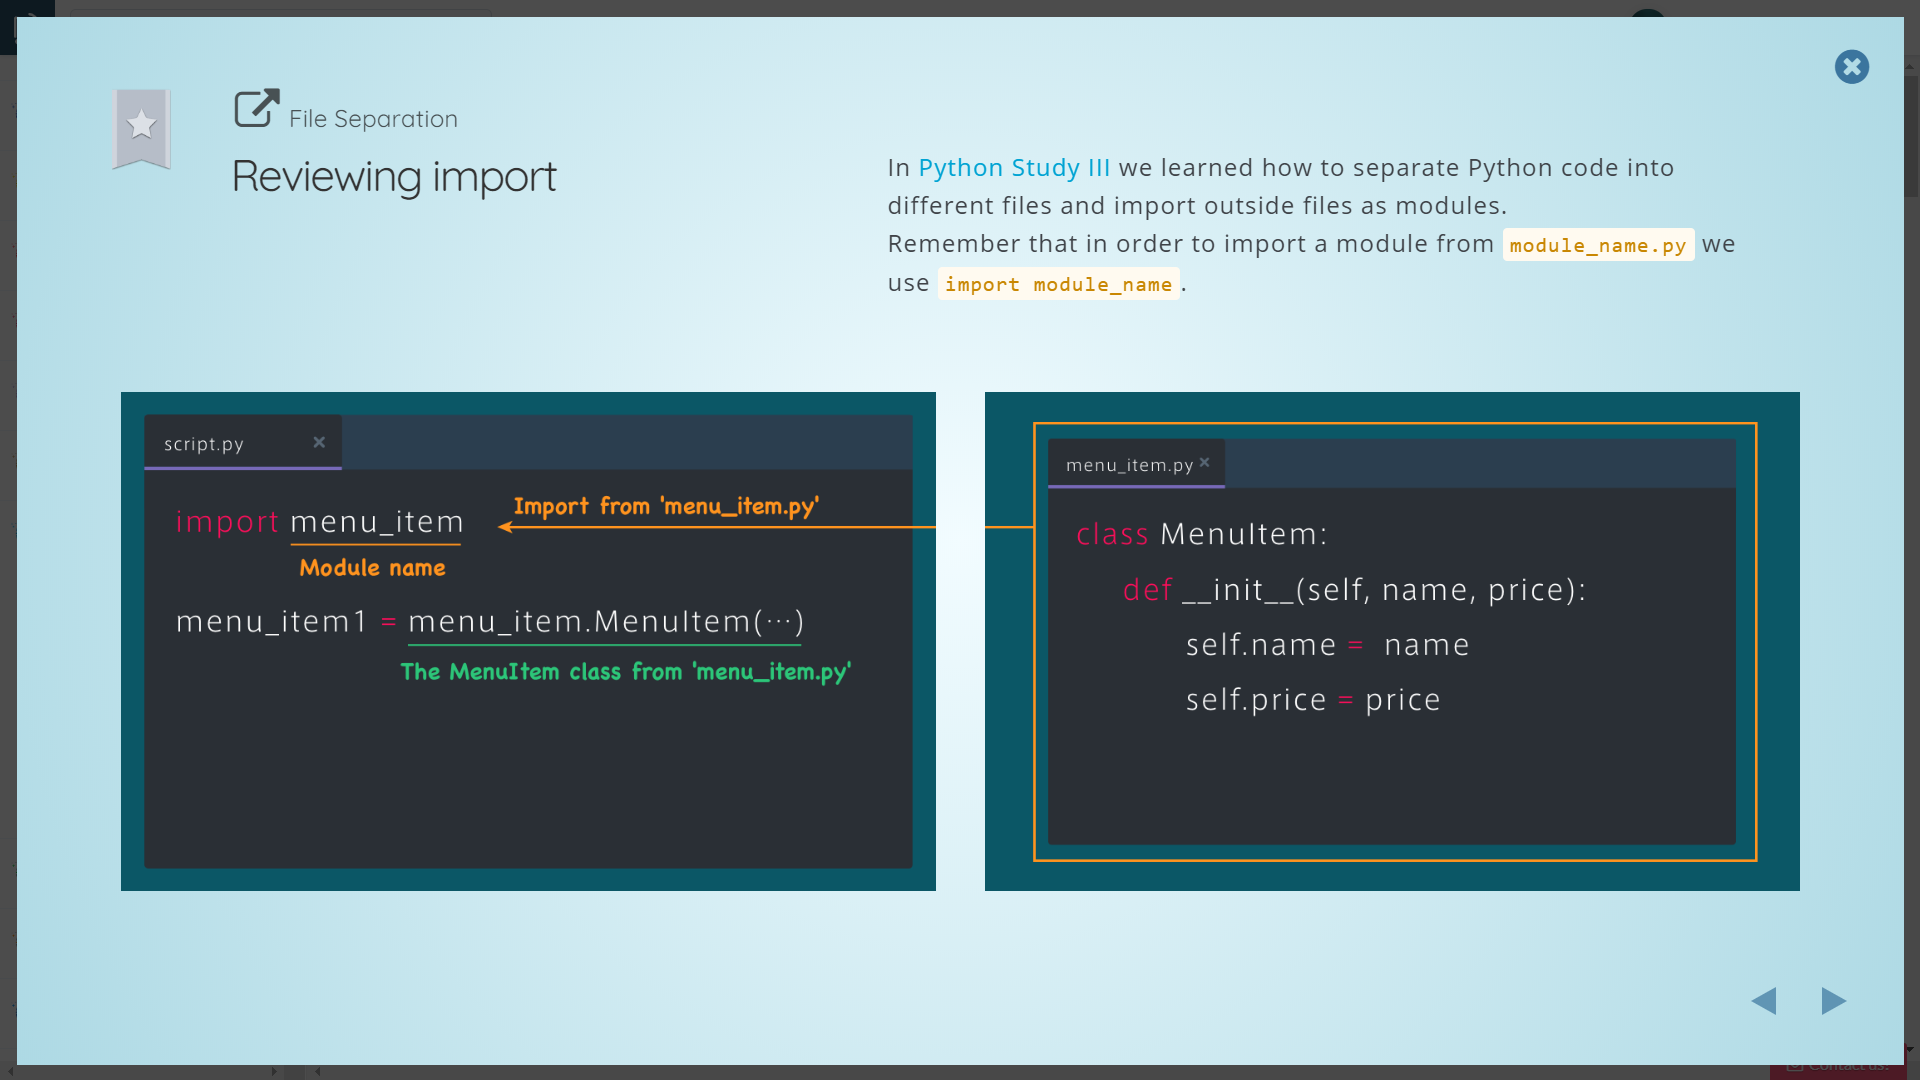 File Separation
Reviewing import
In Python Study III we learned how to separate Python code into
different files and import outside files as modules.
Remember that in order to import a module from module_name.py we
use import module_name.
script.py
import menu_item
Import from 'menu_item.py'
Module name
menu_item1 = menu_item.MenuItem(···)
The MenuItem class from 'menu_item.py'
menu_item.py
class MenuItem:
def __init__(self, name, price):
self.name = name
self.price = price
Contact us!